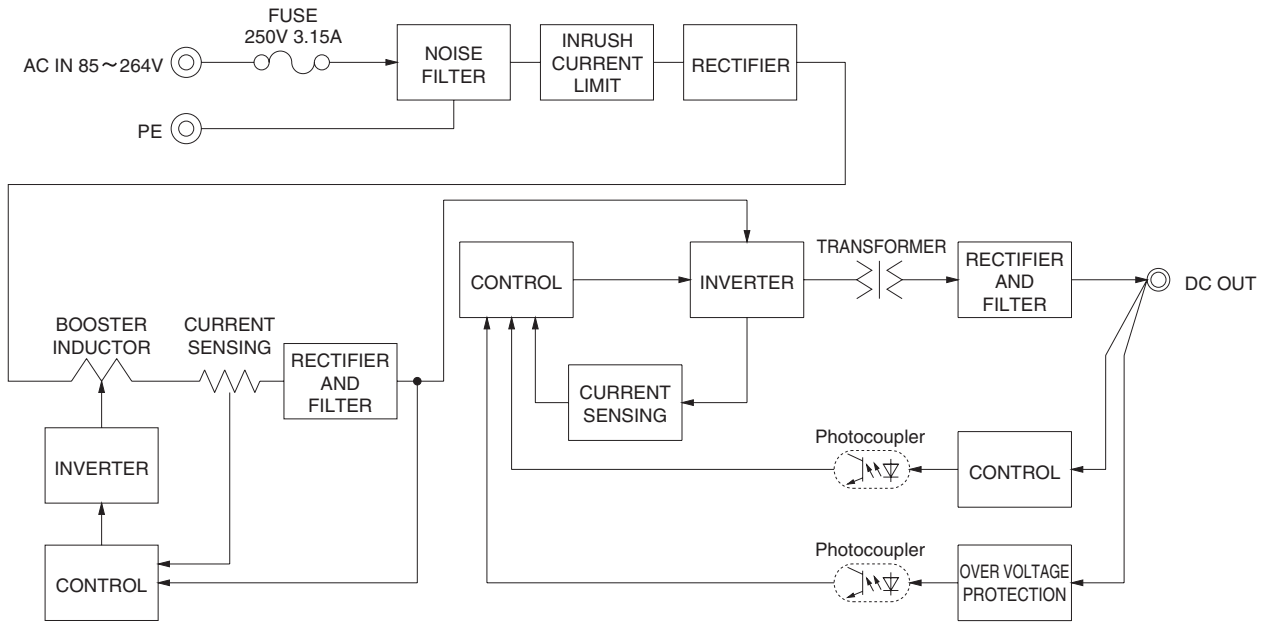 FUSE
250V 3.15A
AC IN 85～264V
NOISE
FILTER
INRUSH
CURRENT
LIMIT
RECTIFIER
PE
BOOSTER
INDUCTOR
CURRENT
SENSING
RECTIFIER
AND
FILTER
INVERTER
CONTROL
CONTROL
INVERTER
TRANSFORMER
RECTIFIER
AND
FILTER
DC OUT
CURRENT
SENSING
Photocoupler
CONTROL
Photocoupler
OVER VOLTAGE
PROTECTION